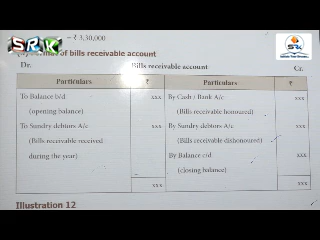 = ₹ 3,30,000
SRK
SRK
format of bills receivable account
Dr.
Bills receivable account
Cr.
Particulars
₹
Particulars
₹
To Balance b/d
xxx
By Cash / Bank A/c
xxx
(opening balance)
(Bills receivable honoured)
To Sundry debtors A/c
xxx
By Sundry debtors A/c
xxx
(Bills receivable received
(Bills receivable dishonoured)
during the year)
By Balance c/d
xxx
(closing balance)
xxx
xxx
Illustration 12